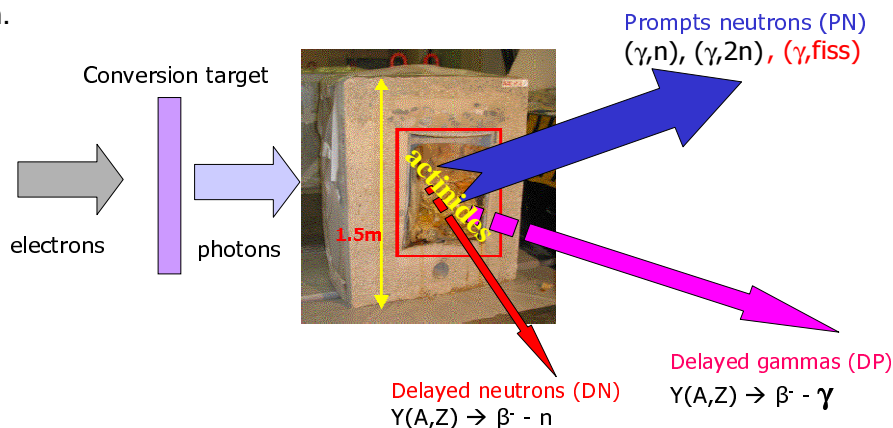 n.
Prompts neutrons (PN)
(γ,n), (γ,2n) , (γ,fiss)
Conversion target
actinides
1.5m
electrons
photons
Delayed neutrons (DN)
Y(A,Z) → β⁻ - n
Delayed gammas (DP)
Y(A,Z) → β⁻ - γ